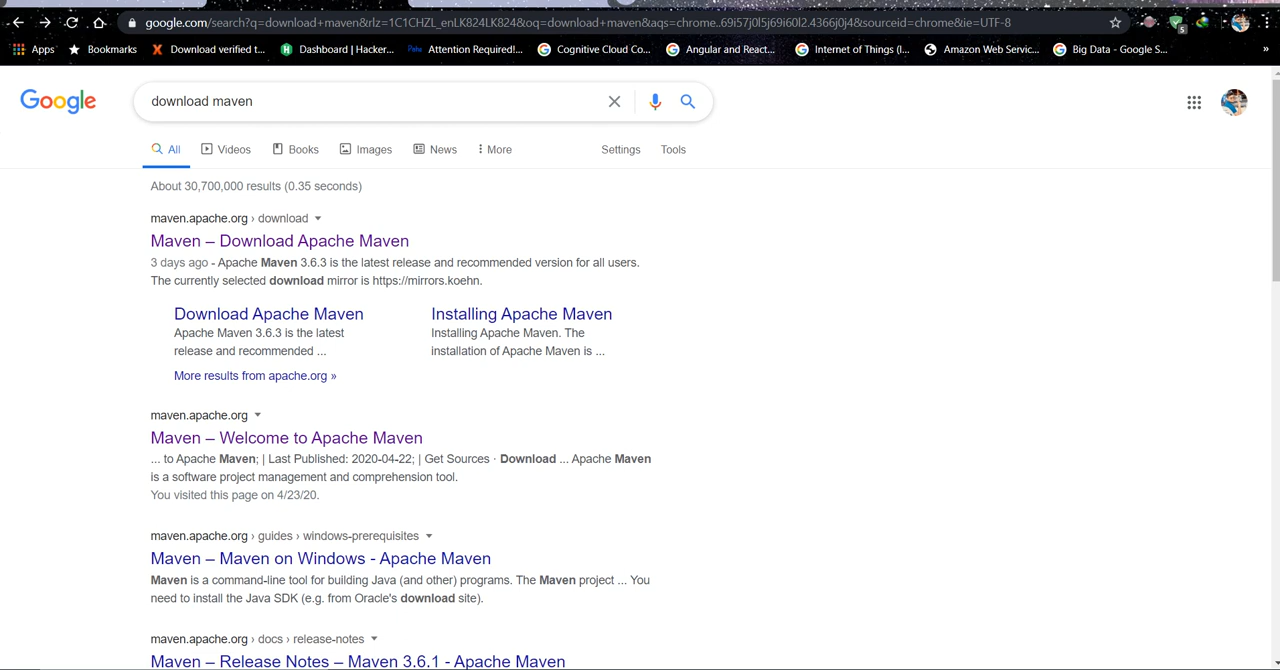 google.com/search?q=download+maven&rlz=1C1CHZL_enLK824LK824&oq=download+maven&aqs=chrome..69i57j0l5j69i60l2.4366j0j4&sourceid=chrome&ie=UTF-8
5
Apps Bookmarks Download verified t... Dashboard | Hacker... Attention Required!... Cognitive Cloud Co... Angular and React... Internet of Things (I... Amazon Web Servic... Big Data - Google S... »
Google
download maven
All Videos Books Images News More Settings Tools
About 30,700,000 results (0.35 seconds)
maven.apache.org › download
Maven – Download Apache Maven
3 days ago - Apache Maven 3.6.3 is the latest release and recommended version for all users.
The currently selected download mirror is https://mirrors.koehn.
Download Apache Maven Installing Apache Maven
Apache Maven 3.6.3 is the latest Installing Apache Maven. The
release and recommended ... installation of Apache Maven is ...
More results from apache.org »
maven.apache.org
Maven – Welcome to Apache Maven
... to Apache Maven; | Last Published: 2020-04-22; | Get Sources · Download ... Apache Maven
is a software project management and comprehension tool.
You visited this page on 4/23/20.
maven.apache.org › guides › windows-prerequisites
Maven – Maven on Windows - Apache Maven
Maven is a command-line tool for building Java (and other) programs. The Maven project ... You
need to install the Java SDK (e.g. from Oracle's download site).
maven.apache.org › docs › release-notes
Maven – Release Notes – Maven 3.6.1 - Apache Maven